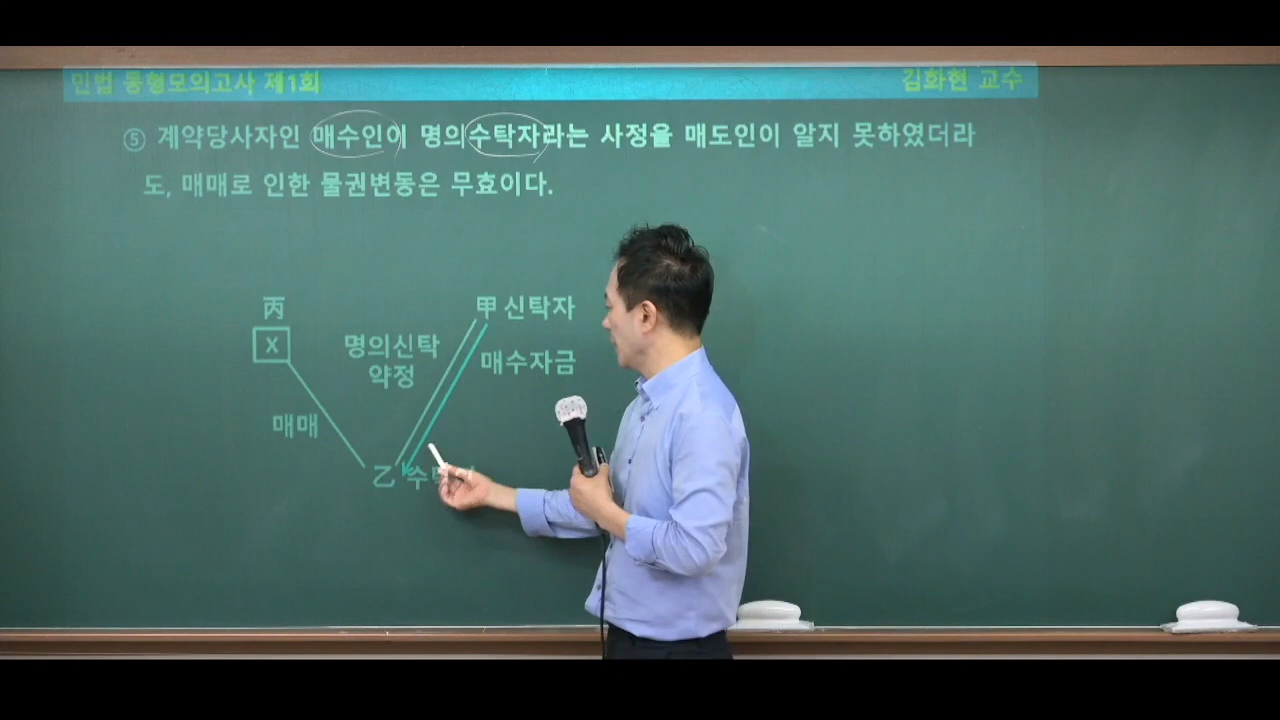 민법 동형모의고사 제1회
김화현 교수
⑤ 계약당사자인 매수인이 명의수탁자라는 사정을 매도인이 알지 못하였더라
도, 매매로 인한 물권변동은 무효이다.
丙
甲 신탁자
X
명의신탁
약정
매수자금
매매
乙